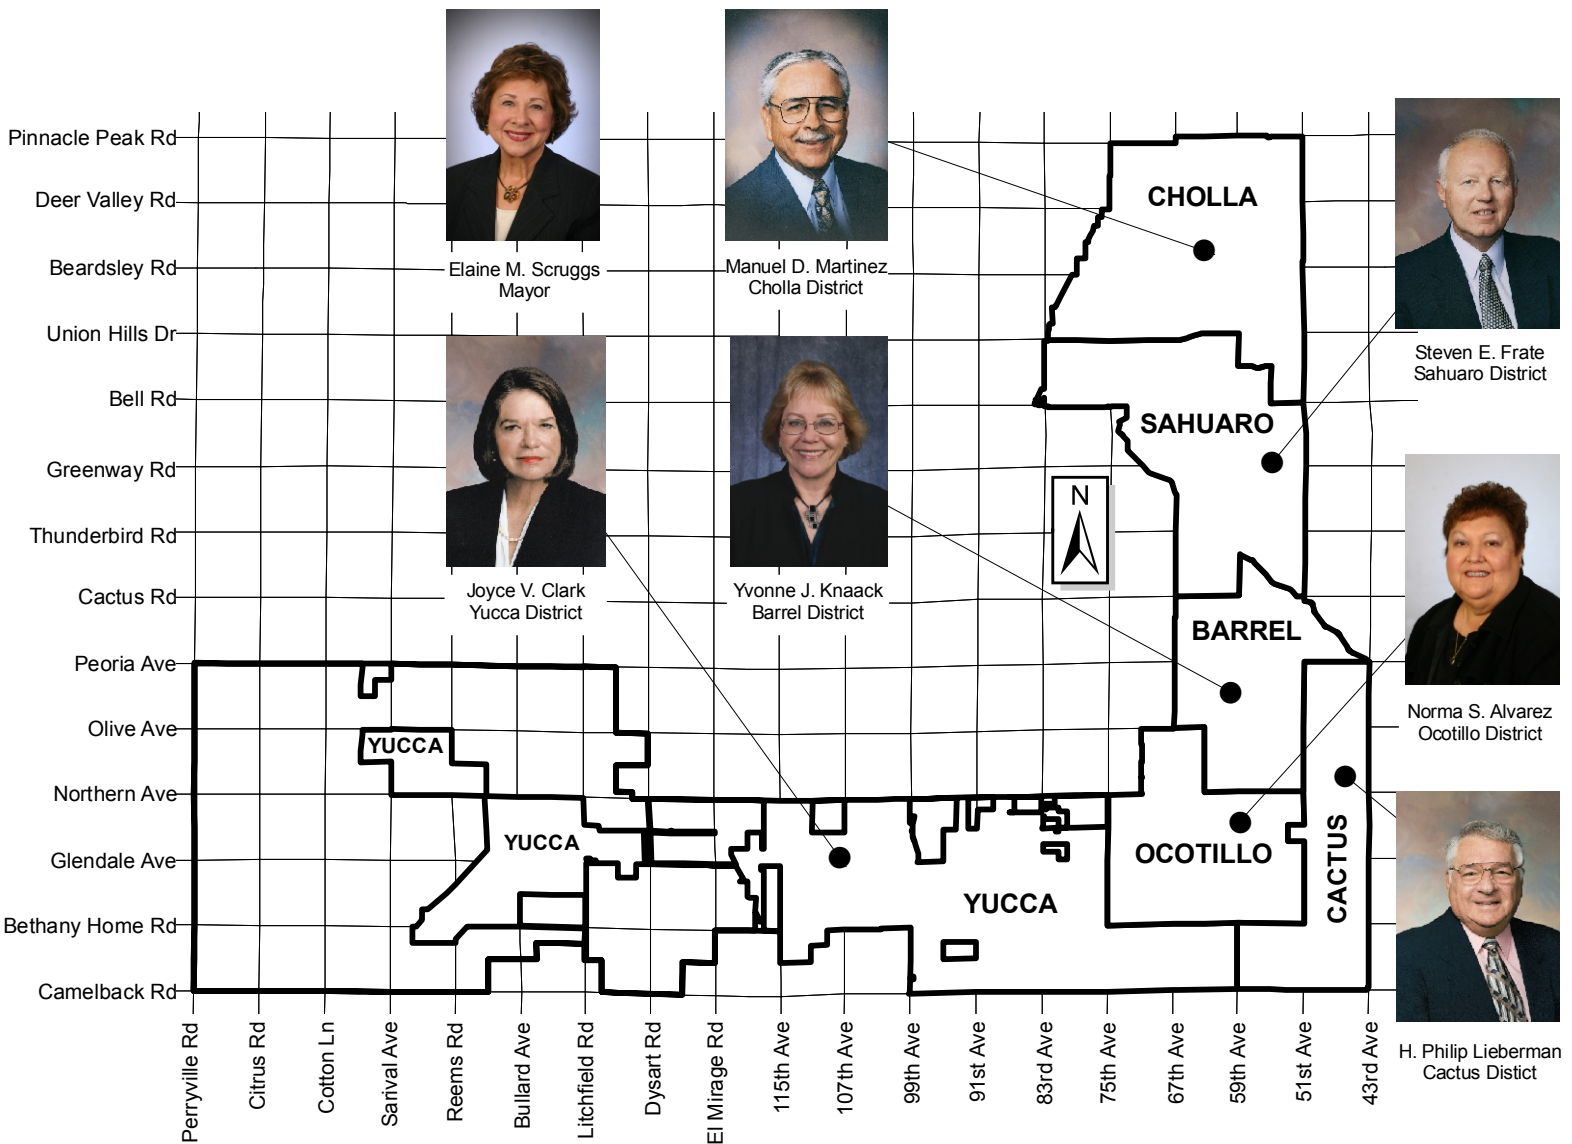 Pinnacle Peak Rd
Deer Valley Rd
Beardsley Rd
Union Hills Dr
Bell Rd
Greenway Rd
Thunderbird Rd
Cactus Rd
Peoria Ave
Olive Ave
Northern Ave
Glendale Ave
Bethany Home Rd
Camelback Rd
Elaine M. Scruggs
Mayor
Manuel D. Martinez
Cholla District
Joyce V. Clark
Yucca District
Yvonne J. Knaack
Barrel District
Steven E. Frate
Sahuaro District
Norma S. Alvarez
Ocotillo District
H. Philip Lieberman
Cactus Distict
CHOLLA
SAHUARO
N
BARREL
YUCCA
YUCCA
YUCCA
OCOTILLO
CACTUS
Perryville Rd
Citrus Rd
Cotton Ln
Sarival Ave
Reems Rd
Bullard Ave
Litchfield Rd
Dysart Rd
El Mirage Rd
115th Ave
107th Ave
99th Ave
91st Ave
83rd Ave
75th Ave
67th Ave
59th Ave
51st Ave
43rd Ave